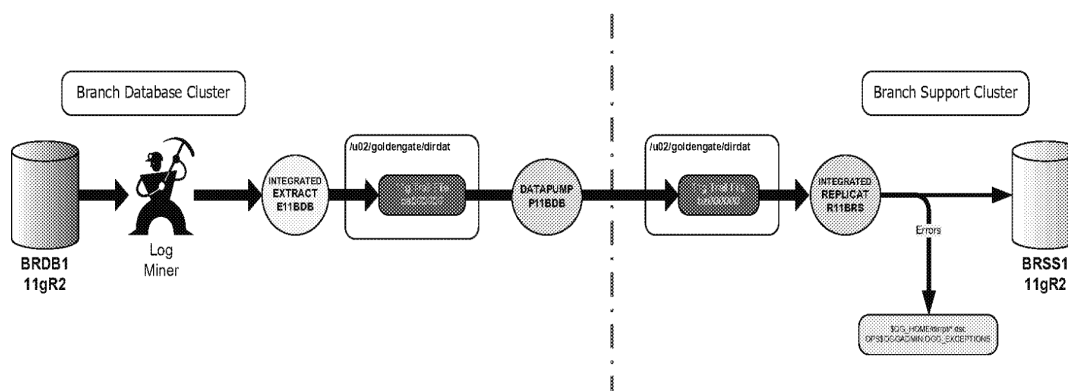 Branch Database Cluster
Branch Support Cluster
/u02/goldengate/dirdat
/u02/goldengate/dirdat
INTEGRATED
EXTRACT
E11BDB
DATAPUMP
P11BDB
INTEGRATED
REPLICAT
R11BRS
Log
Miner
BRDB1
11gR2
Errors
BRSS1
11gR2